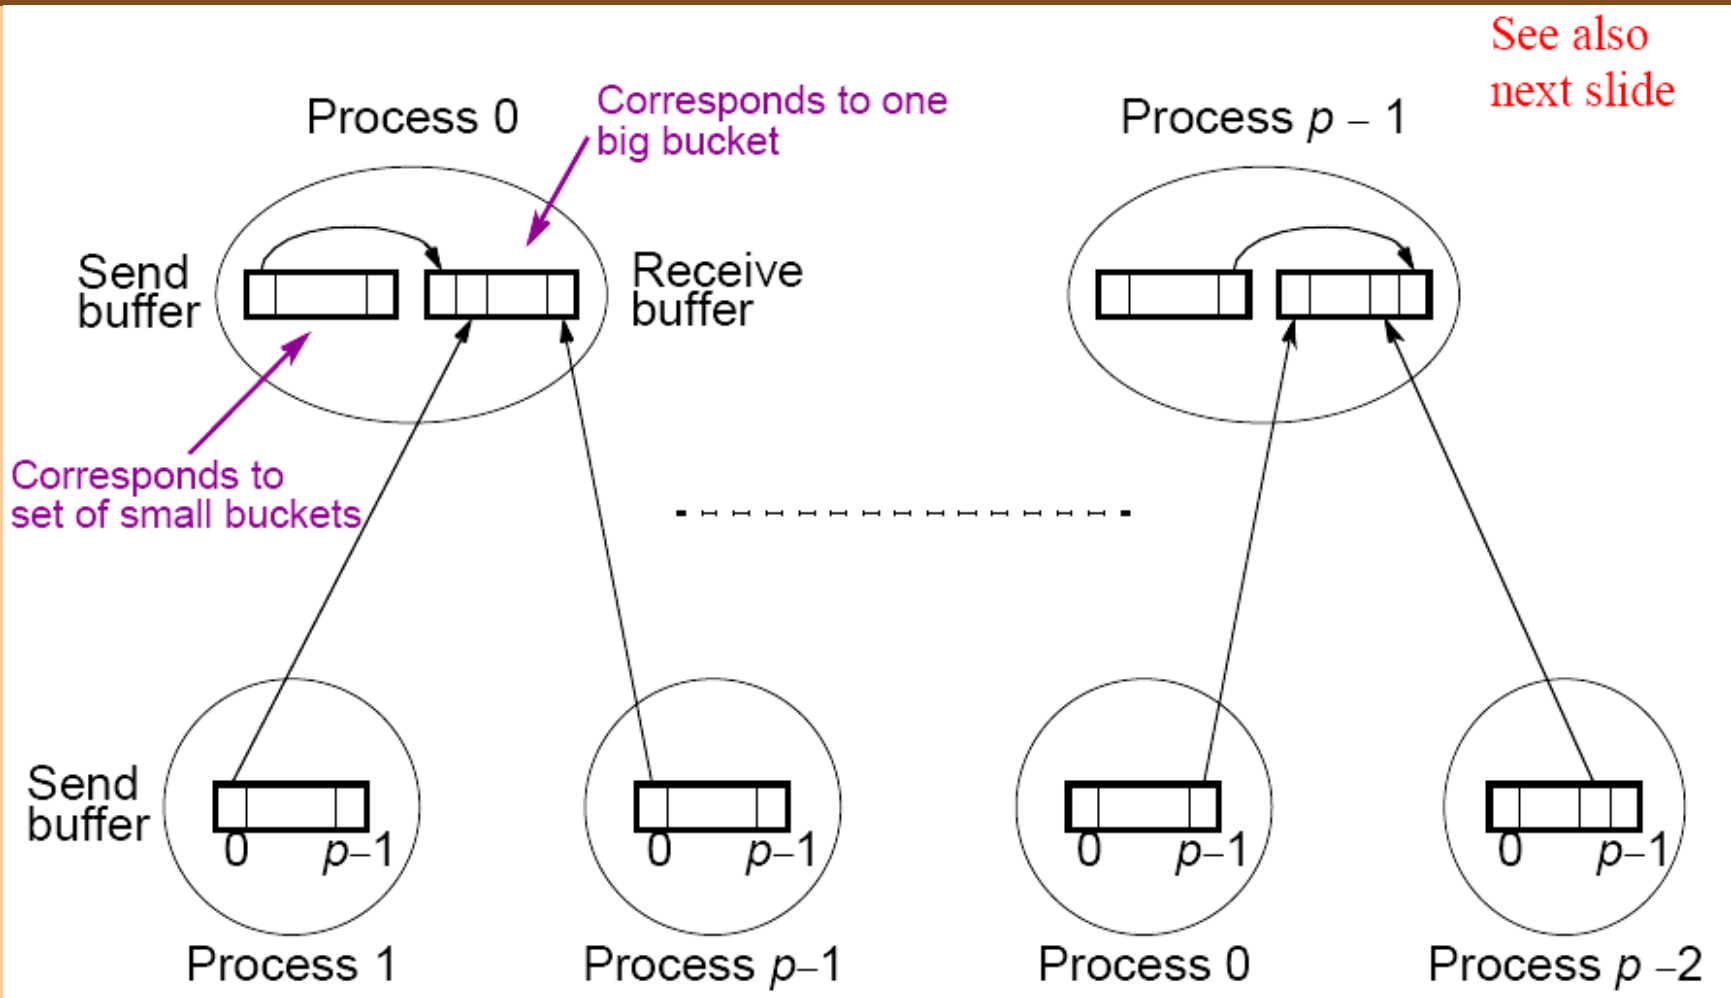 See also
next slide
Process 0
Corresponds to one
big bucket
Process p – 1
Send
buffer
Receive
buffer
Corresponds to
set of small buckets
Send
buffer
0
p–1
0
p–1
0
p–1
0
p–1
Process 1
Process p–1
Process 0
Process p –2